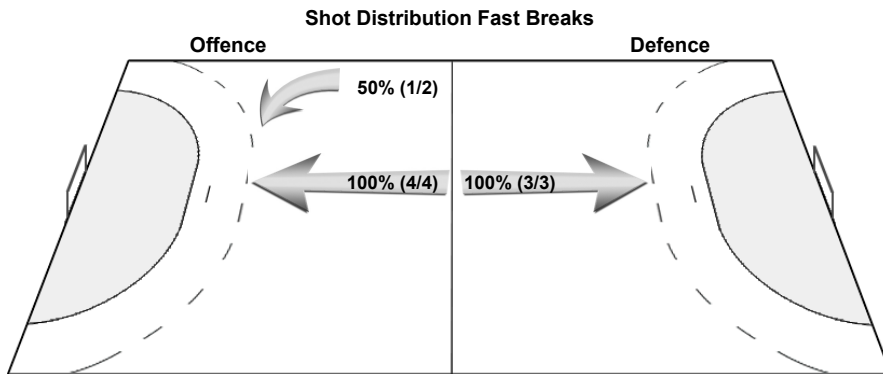 Shot Distribution Fast Breaks
Offence
Defence
50% (1/2)
100% (4/4)
100% (3/3)